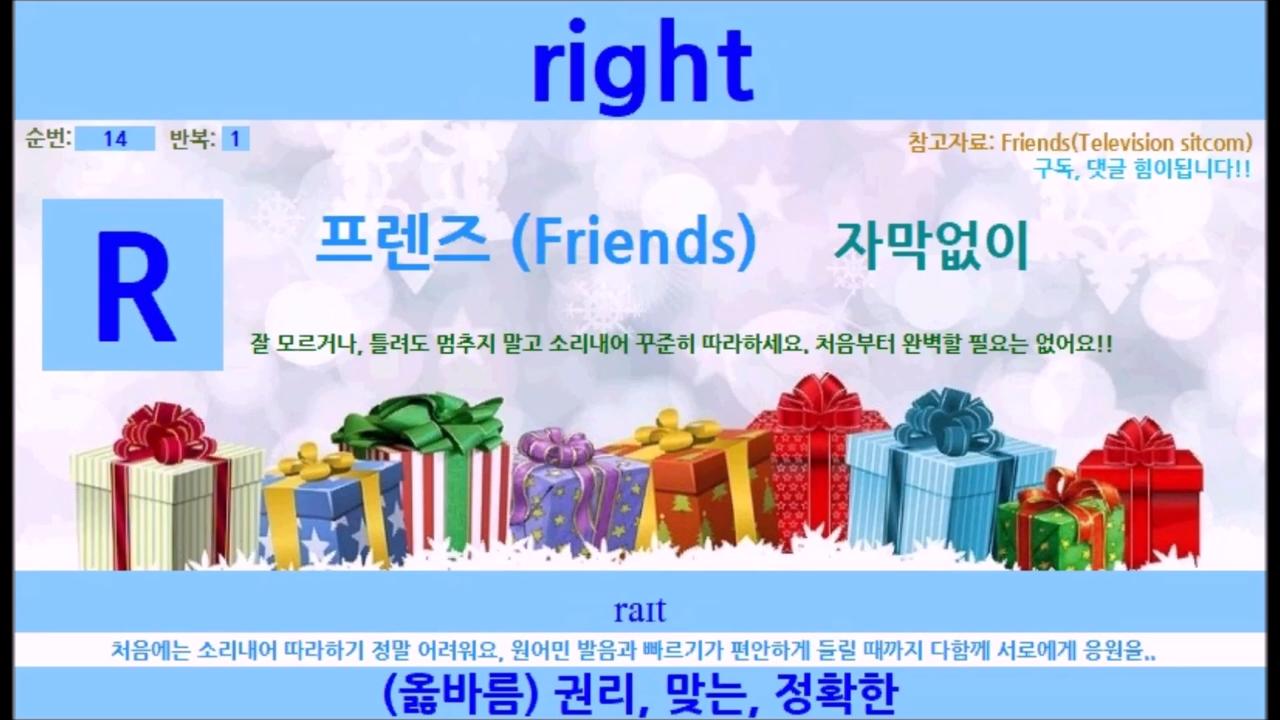 right
순번: 14 반복: 1
참고자료: Friends(Television sitcom)
구독, 댓글 힘이됩니다!!
R
프렌즈 (Friends) 자막없이
잘 모르거나, 틀려도 멈추지 말고 소리내어 꾸준히 따라하세요. 처음부터 완벽할 필요는 없어요!!
raɪt
처음에는 소리내어 따라하기 정말 어려워요, 원어민 발음과 빠르기가 편안하게 들릴 때까지 다함께 서로에게 응원을..
(옳바름) 권리, 맞는, 정확한